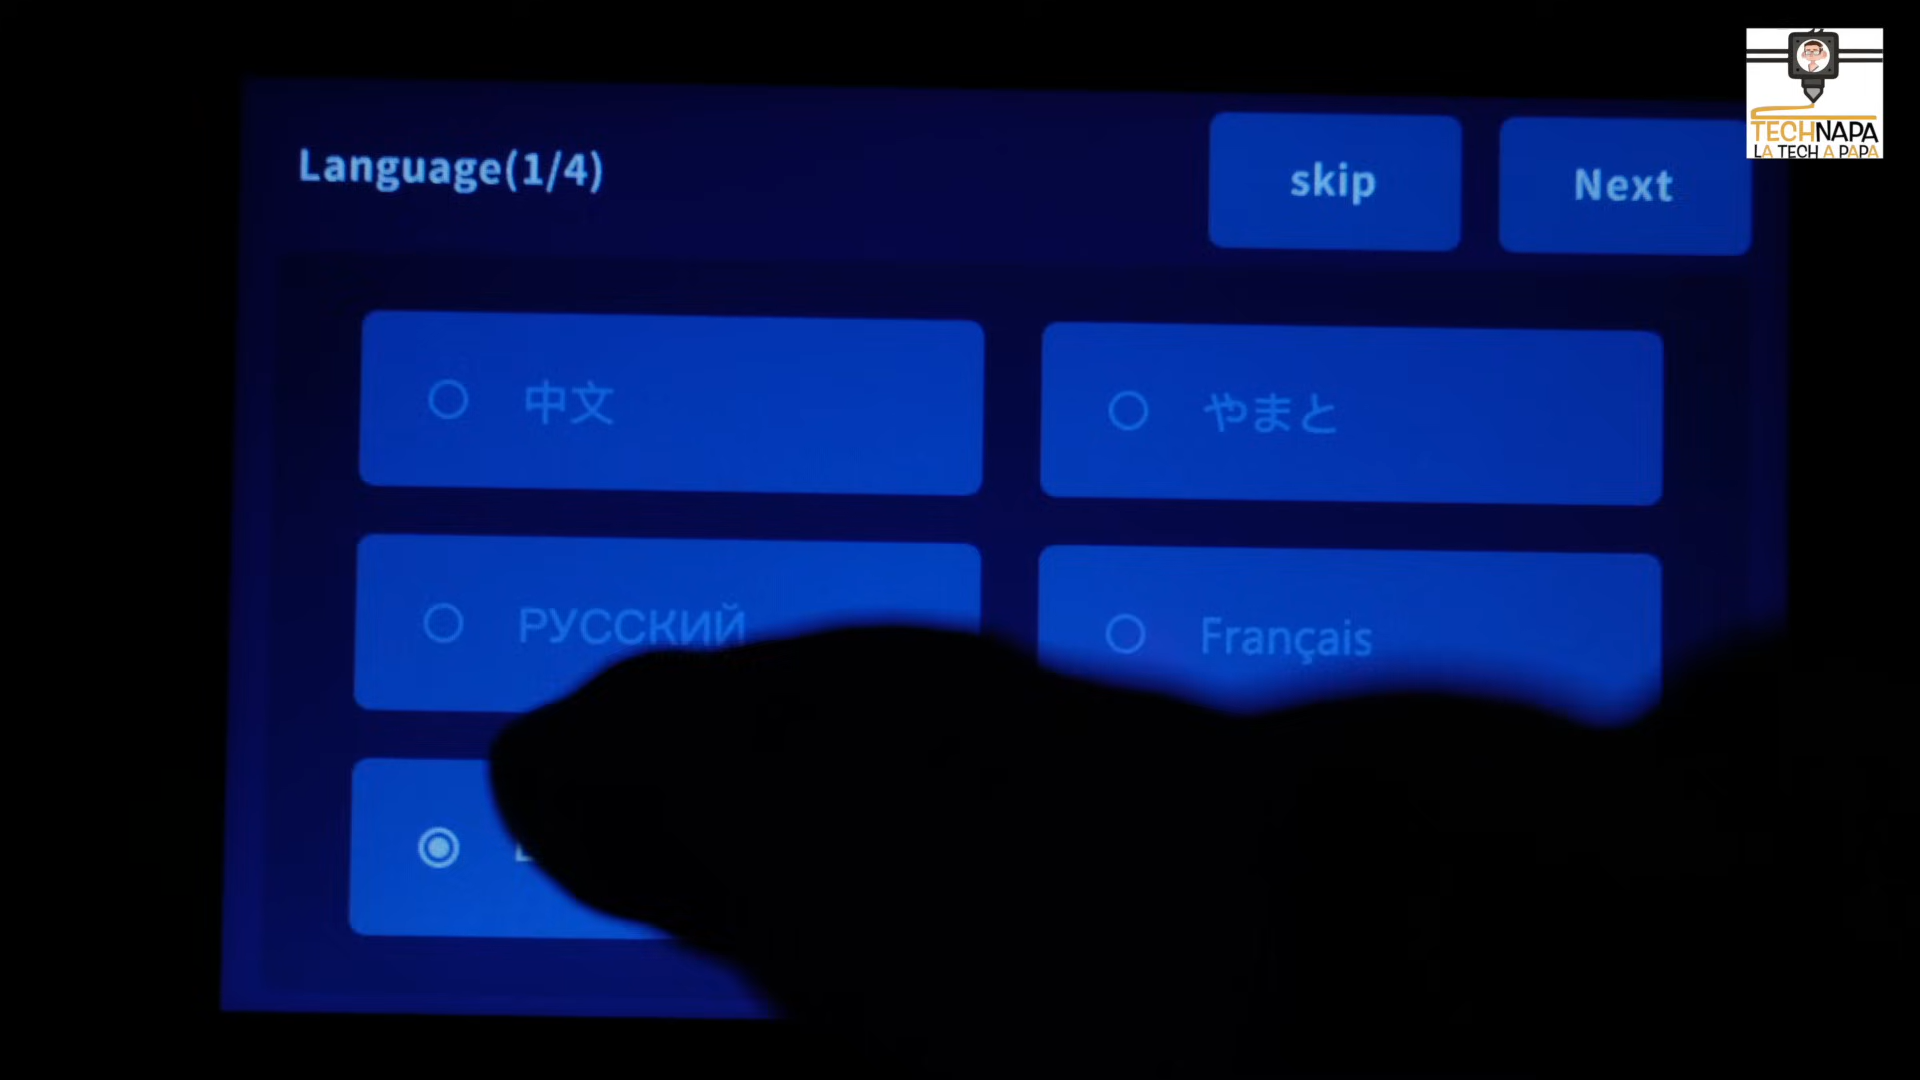 Language(1/4)
skip
Next
中文
やまと
РУССКИЙ
Français
TECHNAPA
LA TECH A PAPA